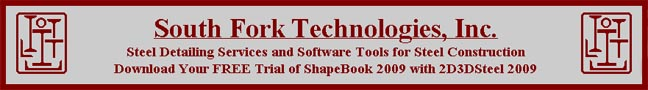 South Fork Technologies, Inc.
Steel Detailing Services and Software Tools for Steel Construction
Download Your FREE Trial of ShapeBook 2009 with 2D3DSteel 2009